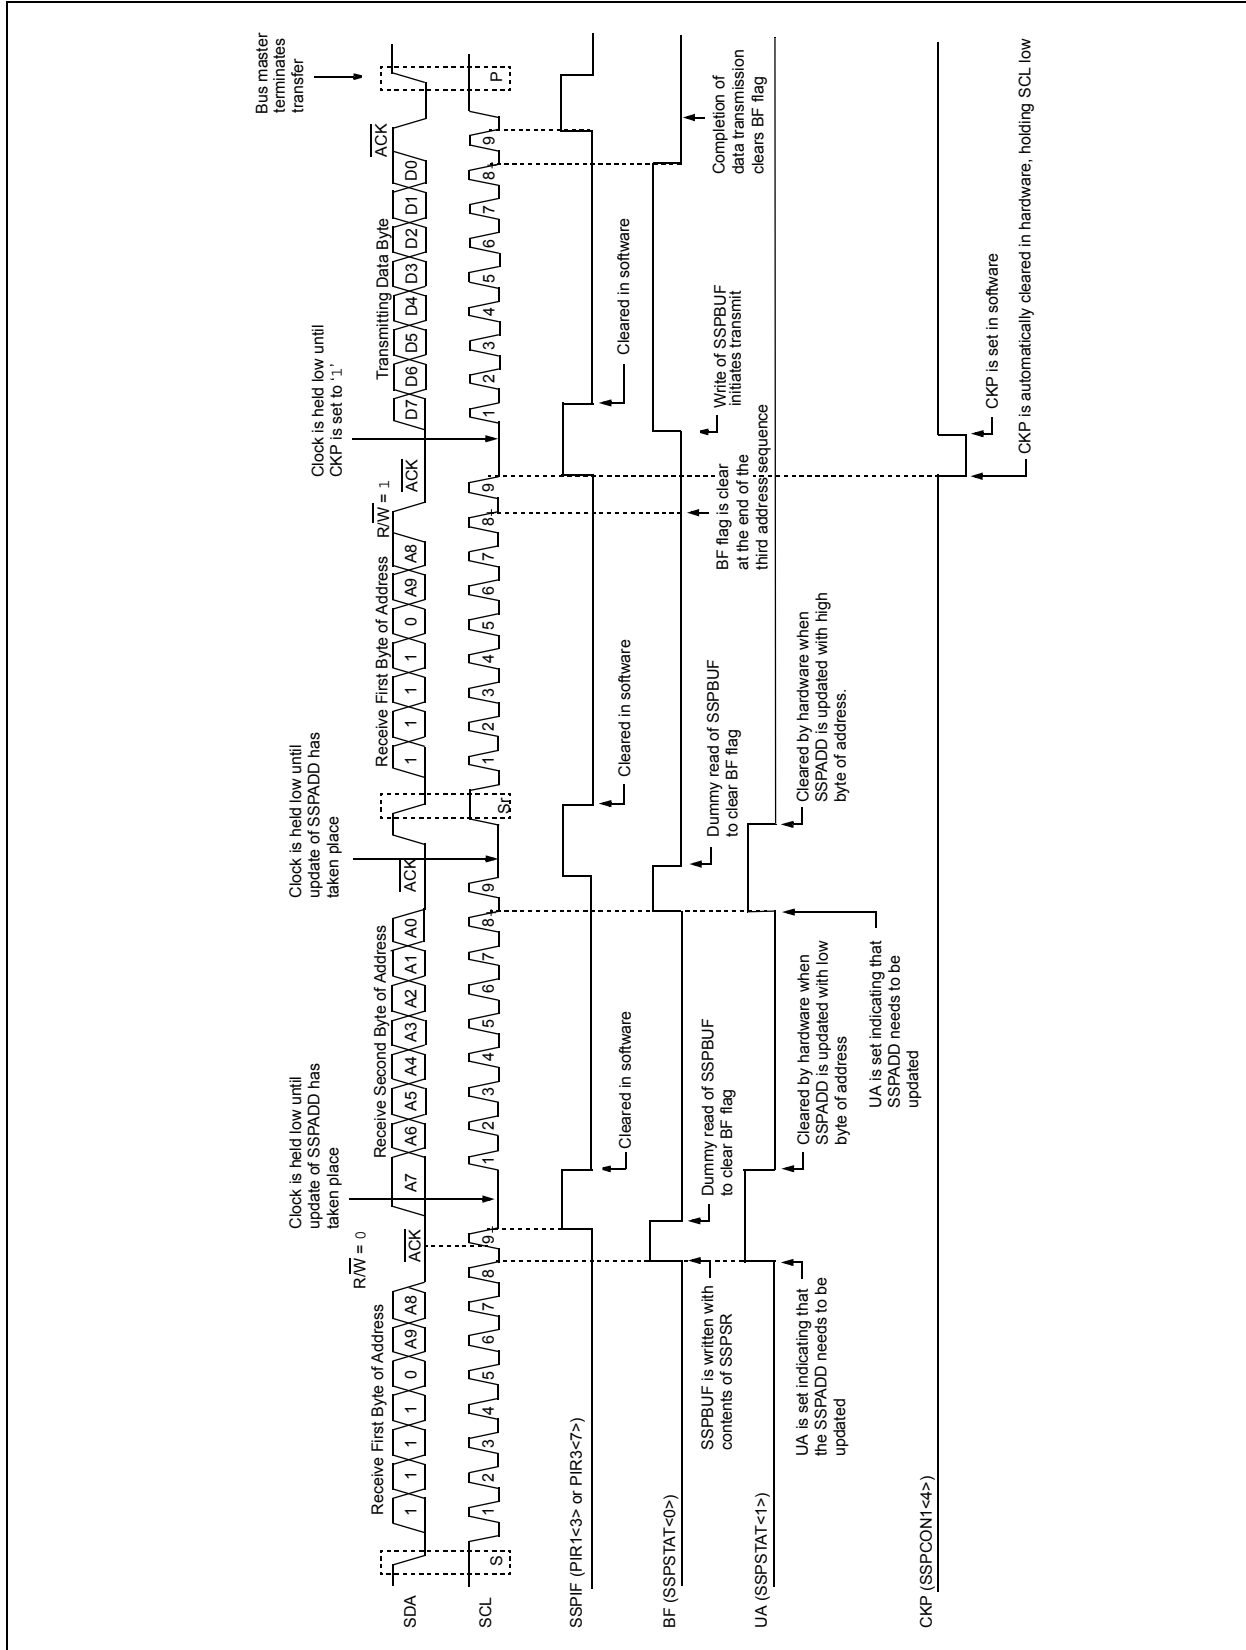 Bus master
terminates
transfer
Clock is held low until
CKP is set to ‘1’
Clock is held low until
update of SSPADD has
taken place
Clock is held low until
update of SSPADD has
taken place
R/W = 0
R/W = 1
Receive First Byte of Address
ACK
Receive Second Byte of Address
ACK
Receive First Byte of Address
ACK
Transmitting Data Byte
ACK
SDA
1 1 1 1 0 A9 A8
A7 A6 A5 A4 A3 A2 A1 A0
1 1 1 1 0 A9 A8
D7 D6 D5 D4 D3 D2 D1 D0
SCL
S
1 2 3 4 5 6 7 8 9
1 2 3 4 5 6 7 8 9
Sr
1 2 3 4 5 6 7 8 9
1 2 3 4 5 6 7 8 9
P
SSPIF (PIR1<3> or PIR3<7>)
Cleared in software
Cleared in software
Cleared in software
BF (SSPSTAT<0>)
SSPBUF is written with
contents of SSPSR
Dummy read of SSPBUF
to clear BF flag
Dummy read of SSPBUF
to clear BF flag
BF flag is clear
at the end of the
third address sequence
Write of SSPBUF
initiates transmit
Completion of
data transmission
clears BF flag
UA (SSPSTAT<1>)
UA is set indicating that
the SSPADD needs to be
updated
Cleared by hardware when
SSPADD is updated with low
byte of address
UA is set indicating that
SSPADD needs to be
updated
Cleared by hardware when
SSPADD is updated with high
byte of address.
CKP (SSPCON1<4>)
CKP is set in software
CKP is automatically cleared in hardware, holding SCL low